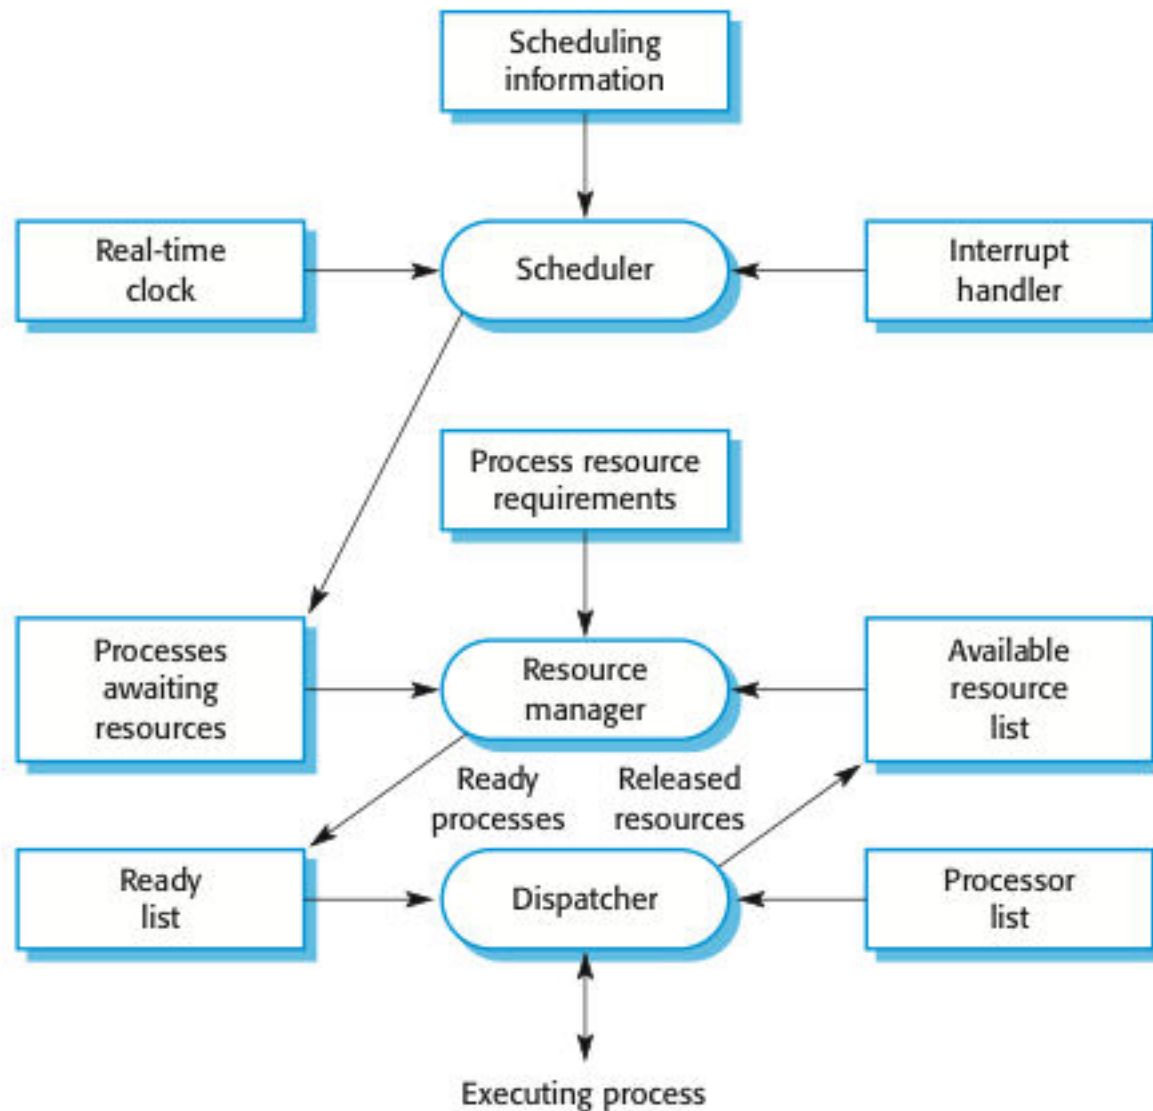 Scheduling
information
Real-time
clock
Scheduler
Interrupt
handler
Process resource
requirements
Processes
awaiting
resources
Resource
manager
Available
resource
list
Ready
processes
Released
resources
Ready
list
Dispatcher
Processor
list
Executing process